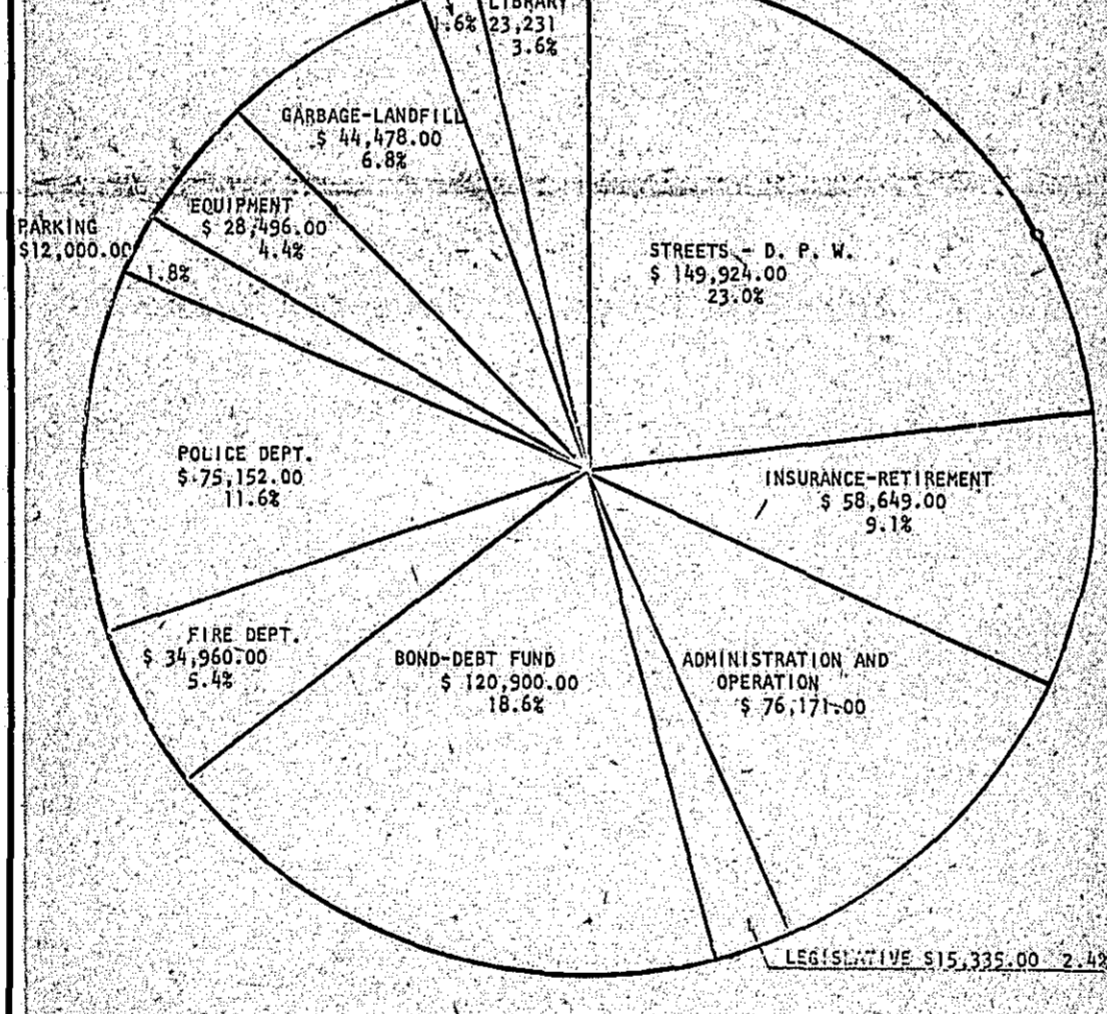 LIBRARY
1.6% 23,231
3.6%
GARBAGE-LANDFILL
$ 44,478.00
6.8%
EQUIPMENT
$ 28,496.00
4.4%
PARKING
$12,000.00
1.8%
STREETS - D. P. W.
$ 149,924.00
23.0%
POLICE DEPT.
$ 75,152.00
11.6%
INSURANCE-RETIREMENT
$ 58,649.00
9.1%
FIRE DEPT.
$ 34,960.00
5.4%
BOND-DEBT FUND
$ 120,900.00
18.6%
ADMINISTRATION AND
OPERATION
$ 76,171.00
LEGISLATIVE $15,335.00 2.4%